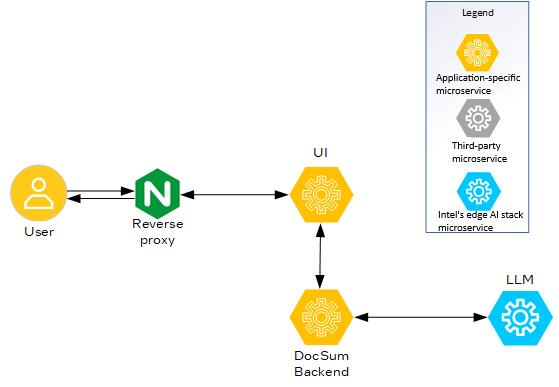 Legend
Application-specific
microservice
Third-party
microservice
Intel's edge AI stack
microservice
UI
N
User
Reverse
proxy
LLM
DocSum
Backend